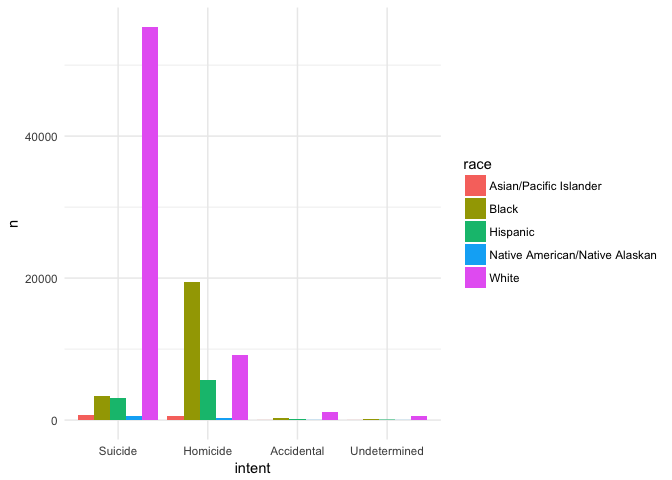 40000
20000
0
n
Suicide Homicide Accidental Undetermined
intent
race
Asian/Pacific Islander
Black
Hispanic
Native American/Native Alaskan
White